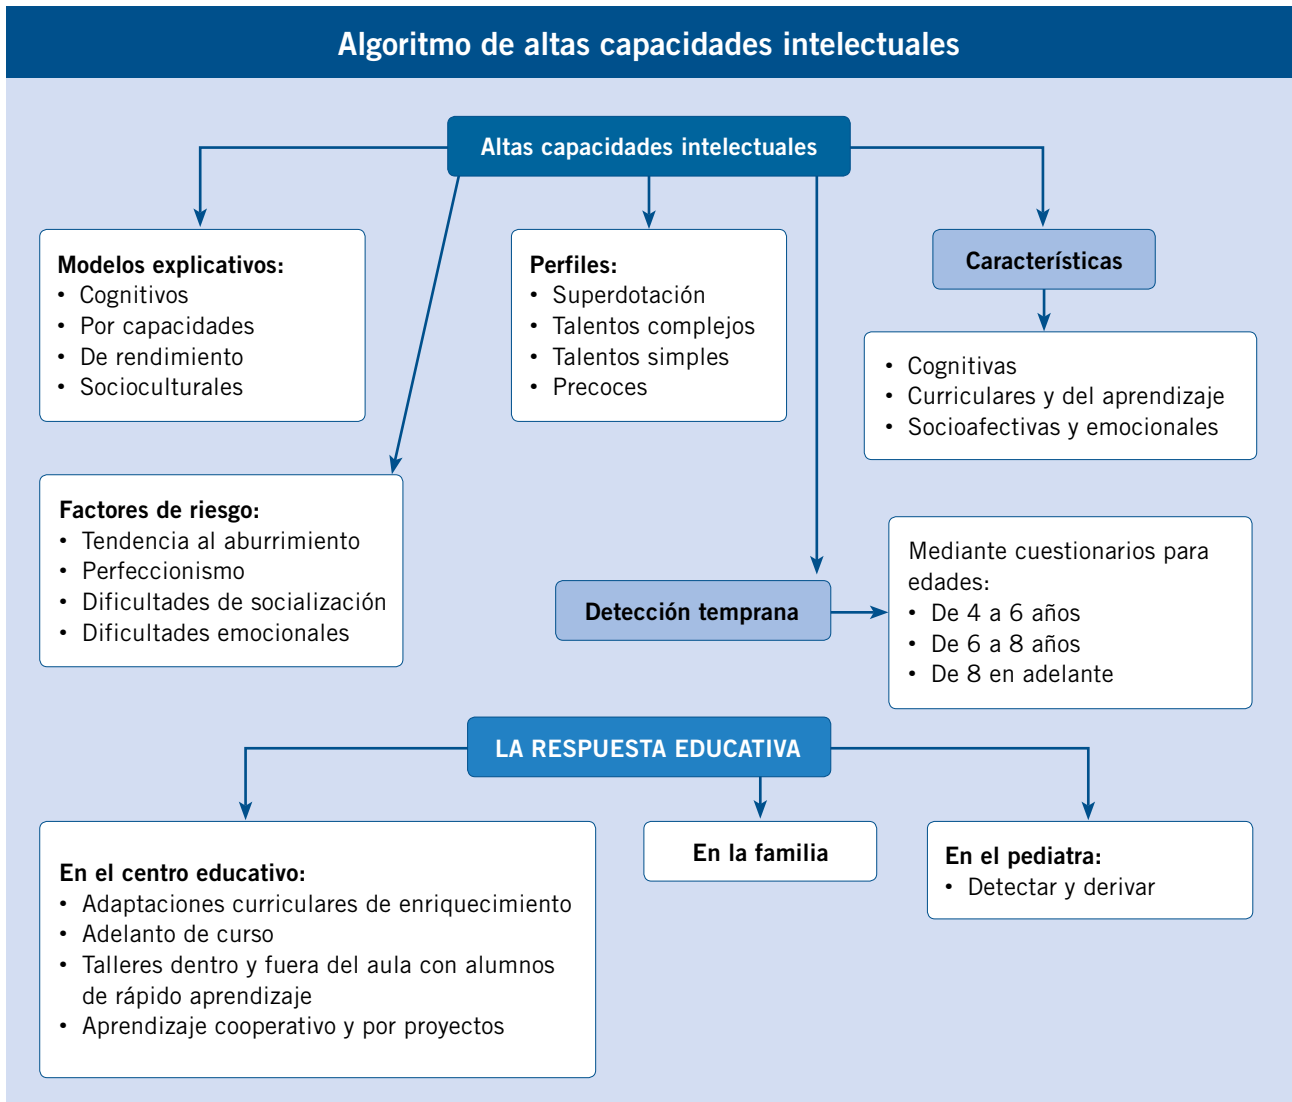 Algoritmo de altas capacidades intelectuales
Altas capacidades intelectuales
Modelos explicativos:
• Cognitivos
• Por capacidades
• De rendimiento
• Socioculturales
Perfiles:
• Superdotación
• Talentos complejos
• Talentos simples
• Precoces
Características
• Cognitivas
• Curriculares y del aprendizaje
• Socioafectivas y emocionales
Factores de riesgo:
• Tendencia al aburrimiento
• Perfeccionismo
• Dificultades de socialización
• Dificultades emocionales
Detección temprana
Mediante cuestionarios para
edades:
• De 4 a 6 años
• De 6 a 8 años
• De 8 en adelante
LA RESPUESTA EDUCATIVA
En el centro educativo:
• Adaptaciones curriculares de enriquecimiento
• Adelanto de curso
• Talleres dentro y fuera del aula con alumnos
de rápido aprendizaje
• Aprendizaje cooperativo y por proyectos
En la familia
En el pediatra:
• Detectar y derivar